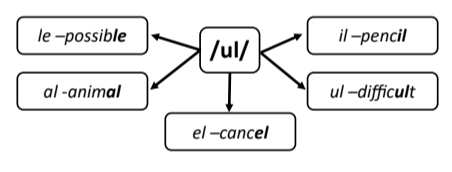 le –possible
/ul/
il –pencil
al -animal
ul –difficult
el –cancel